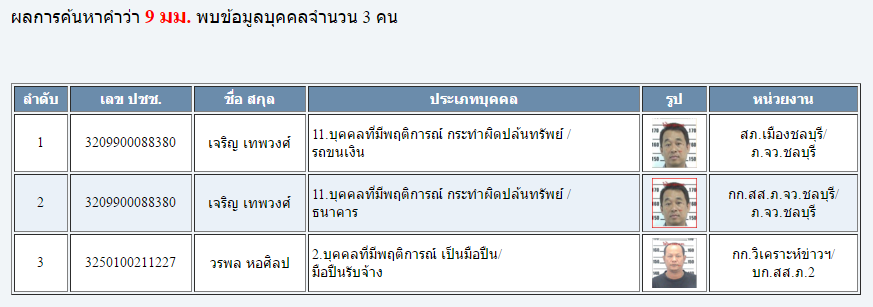 ผลการค้นหาคำว่า 9 มม. พบข้อมูลบุคคลจำนวน 3 คน
ลำดับ เลข ปชช. ชื่อ สกุล ประเภทบุคคล รูป หน่วยงาน
1 3209900088380 เจริญ เทพวงศ์ 11.บุคคลที่มีพฤติการณ์ กระทำผิดปล้นทรัพย์ / สภ.เมืองชลบุรี/
รถขนเงิน ภ.จว.ชลบุรี
2 3209900088380 เจริญ เทพวงศ์ 11.บุคคลที่มีพฤติการณ์ กระทำผิดปล้นทรัพย์ / กก.สส.ภ.จว.ชลบุรี/
ธนาคาร ภ.จว.ชลบุรี
3 3250100211227 วรพล หอศิลป 2.บุคคลที่มีพฤติการณ์ เป็นมือปืน/ กก.วิเคราะห์ข่าวฯ/
มือปืนรับจ้าง บก.สส.ภ.2